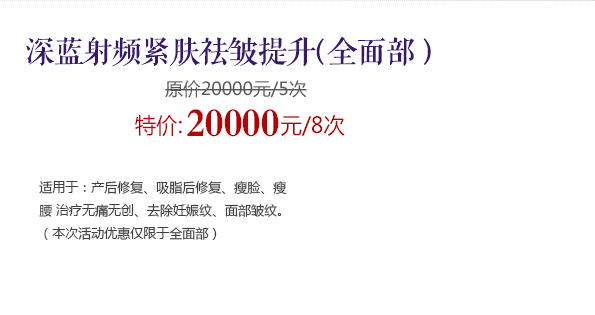 深蓝射频紧肤祛皱提升(全面部）
原价20000元/5次
特价:20000元/8次
适用于：产后修复、吸脂后修复、瘦脸、瘦
腰 治疗无痛无创、去除妊娠纹、面部皱纹。
（本次活动优惠仅限于全面部）